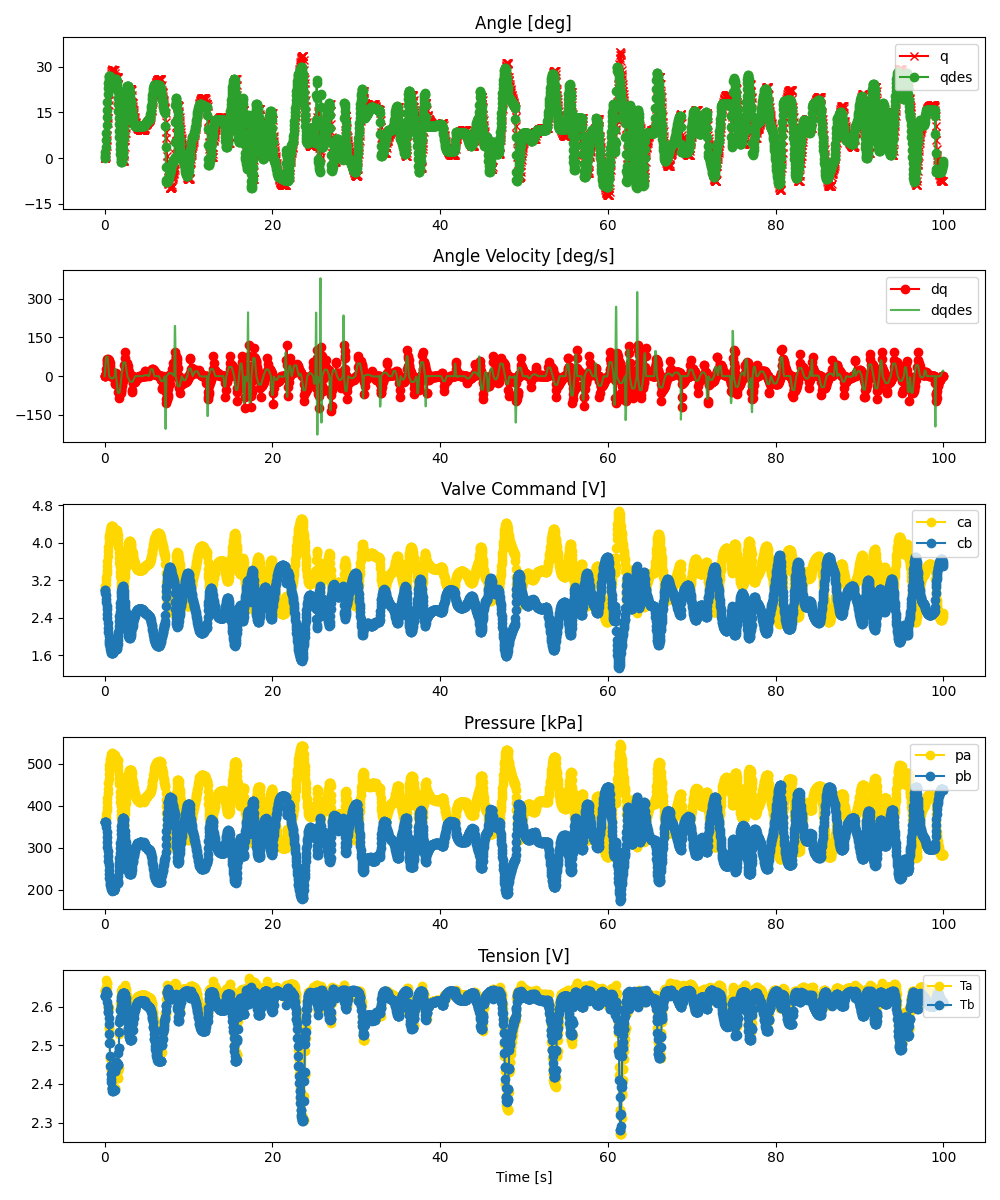 Angle [deg]
30
15
0
−15
q
qdes
0 20 40 60 80 100
Angle Velocity [deg/s]
300
150
0
−150
dq
dqdes
0 20 40 60 80 100
Valve Command [V]
4.8
4.0
3.2
2.4
1.6
ca
cb
0 20 40 60 80 100
Pressure [kPa]
500
400
300
200
pa
pb
0 20 40 60 80 100
Tension [V]
2.6
2.5
2.4
2.3
Ta
Tb
0 20 40 60 80 100
Time [s]